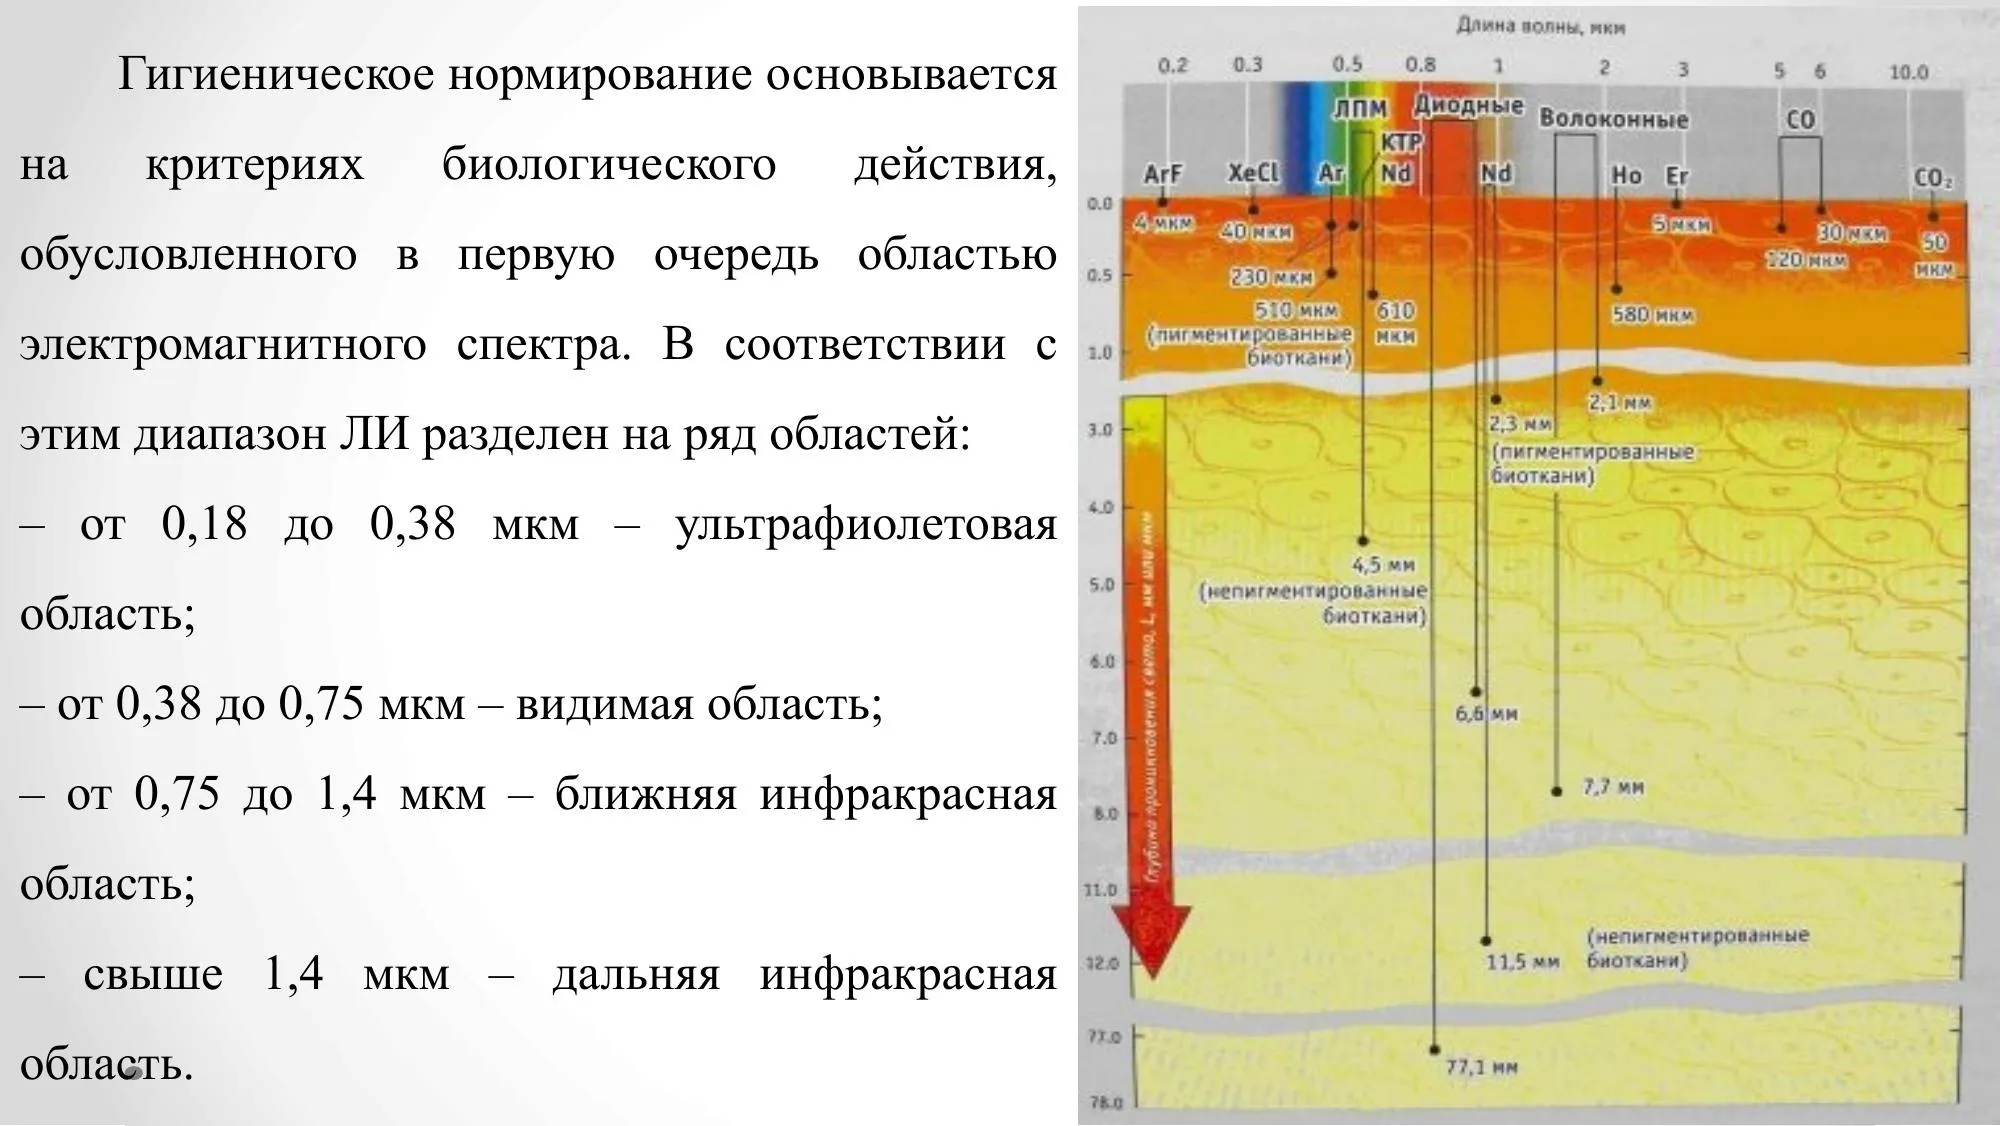 Гигиеническое нормирование основывается
на критериях биологического действия,
обусловленного в первую очередь областью
электромагнитного спектра. В соответствии с
этим диапазон ЛИ разделен на ряд областей:
– от 0,18 до 0,38 мкм – ультрафиолетовая
область;
– от 0,38 до 0,75 мкм – видимая область;
– от 0,75 до 1,4 мкм – ближняя инфракрасная
область;
– свыше 1,4 мкм – дальняя инфракрасная
область.
Длина волны, мкм
0.2 0.3 0.5 0.8 1 2 3 5 6 10.0
ЛПМ Диодные Волоконные CO
КТР
ArF XeCl Ar Nd Nd Ho Er CO₂
0.0
4 мкм 40 мкм 5 мкм 30 мкм 50
мкм
120 мкм
0.5
230 мкм
510 мкм
(пигментированные
биоткани)
610
мкм
580 мкм
1.0
2,1 мм
2,3 мм
(пигментированные
биоткани)
3.0
4.0
4,5 мм
(непигментированные
биоткани)
5.0
6.0
6,6 мм
7.0
7,7 мм
8.0
Глубина проникновения света, L, мм или мкм
11.0
11,5 мм
(непигментированные
биоткани)
12.0
77.0
77,1 мм
78.0